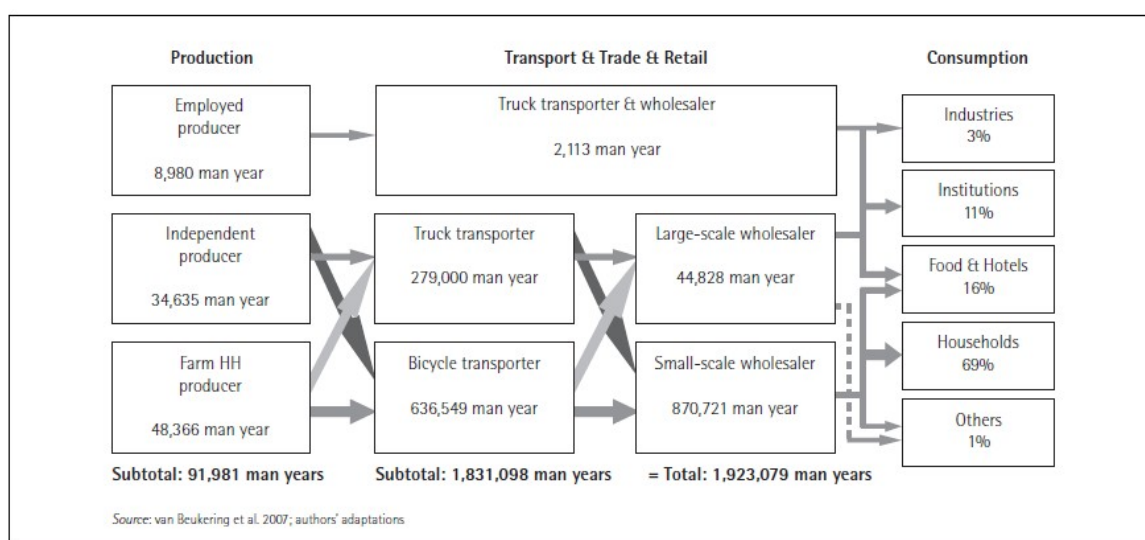 Production
Transport & Trade & Retail
Consumption
Employed
producer
8,980 man year
Truck transporter & wholesaler
2,113 man year
Industries
3%
Institutions
11%
Independent
producer
34,635 man year
Truck transporter
279,000 man year
Large-scale wholesaler
44,828 man year
Food & Hotels
16%
Households
69%
Farm HH
producer
48,366 man year
Bicycle transporter
636,549 man year
Small-scale wholesaler
870,721 man year
Others
1%
Subtotal: 91,981 man years
Subtotal: 1,831,098 man years
= Total: 1,923,079 man years
Source: van Beukering et al. 2007; authors' adaptations